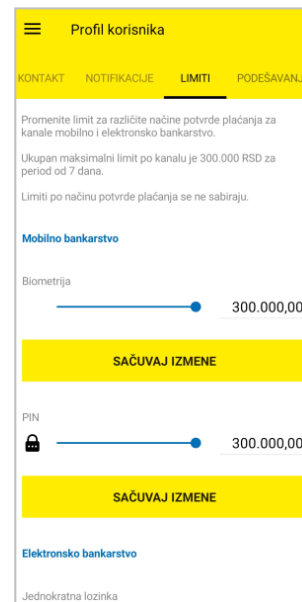 Profil korisnika
KONTAKT NOTIFIKACIJE LIMITI PODEŠAVANJ
Promenite limit za različite načine potvrde plaćanja za
kanale mobilno i elektronsko bankarstvo.
Ukupan maksimalni limit po kanalu je 300.000 RSD za
period od 7 dana.
Limiti po načinu potvrde plaćanja se ne sabiraju.
Mobilno bankarstvo
Biometrija
300.000,00
SAČUVAJ IZMENE
PIN
300.000,00
SAČUVAJ IZMENE
Elektronsko bankarstvo
Jednokratna lozinka